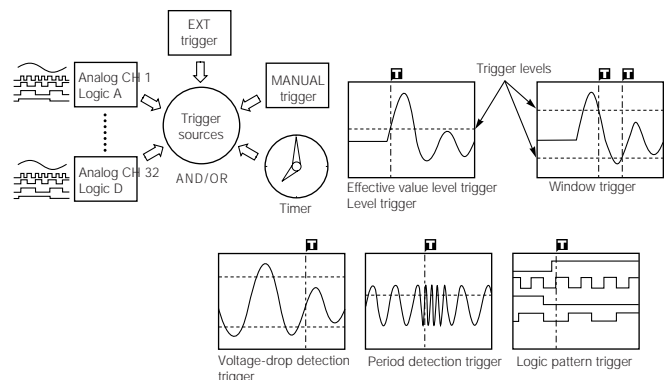 EXT
trigger
Analog CH 1
Logic A
MANUAL
trigger
Trigger
sources
Analog CH 32
Logic D
AND/OR
Timer
T
Effective value level trigger
Level trigger
Trigger levels
T T
Window trigger
T
Voltage-drop detection
trigger
T
Period detection trigger
T
Logic pattern trigger